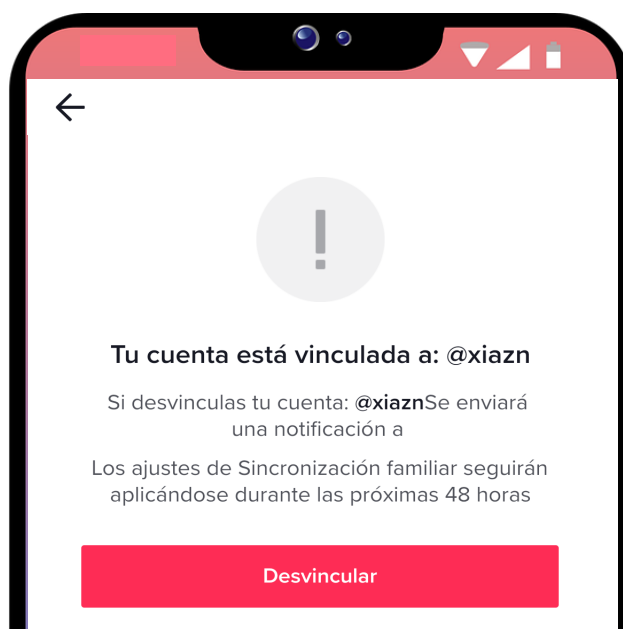 Tu cuenta está vinculada a: @xiazn
Si desvinculas tu cuenta: @xiaznSe enviará
una notificación a
Los ajustes de Sincronización familiar seguirán
aplicándose durante las próximas 48 horas
Desvincular